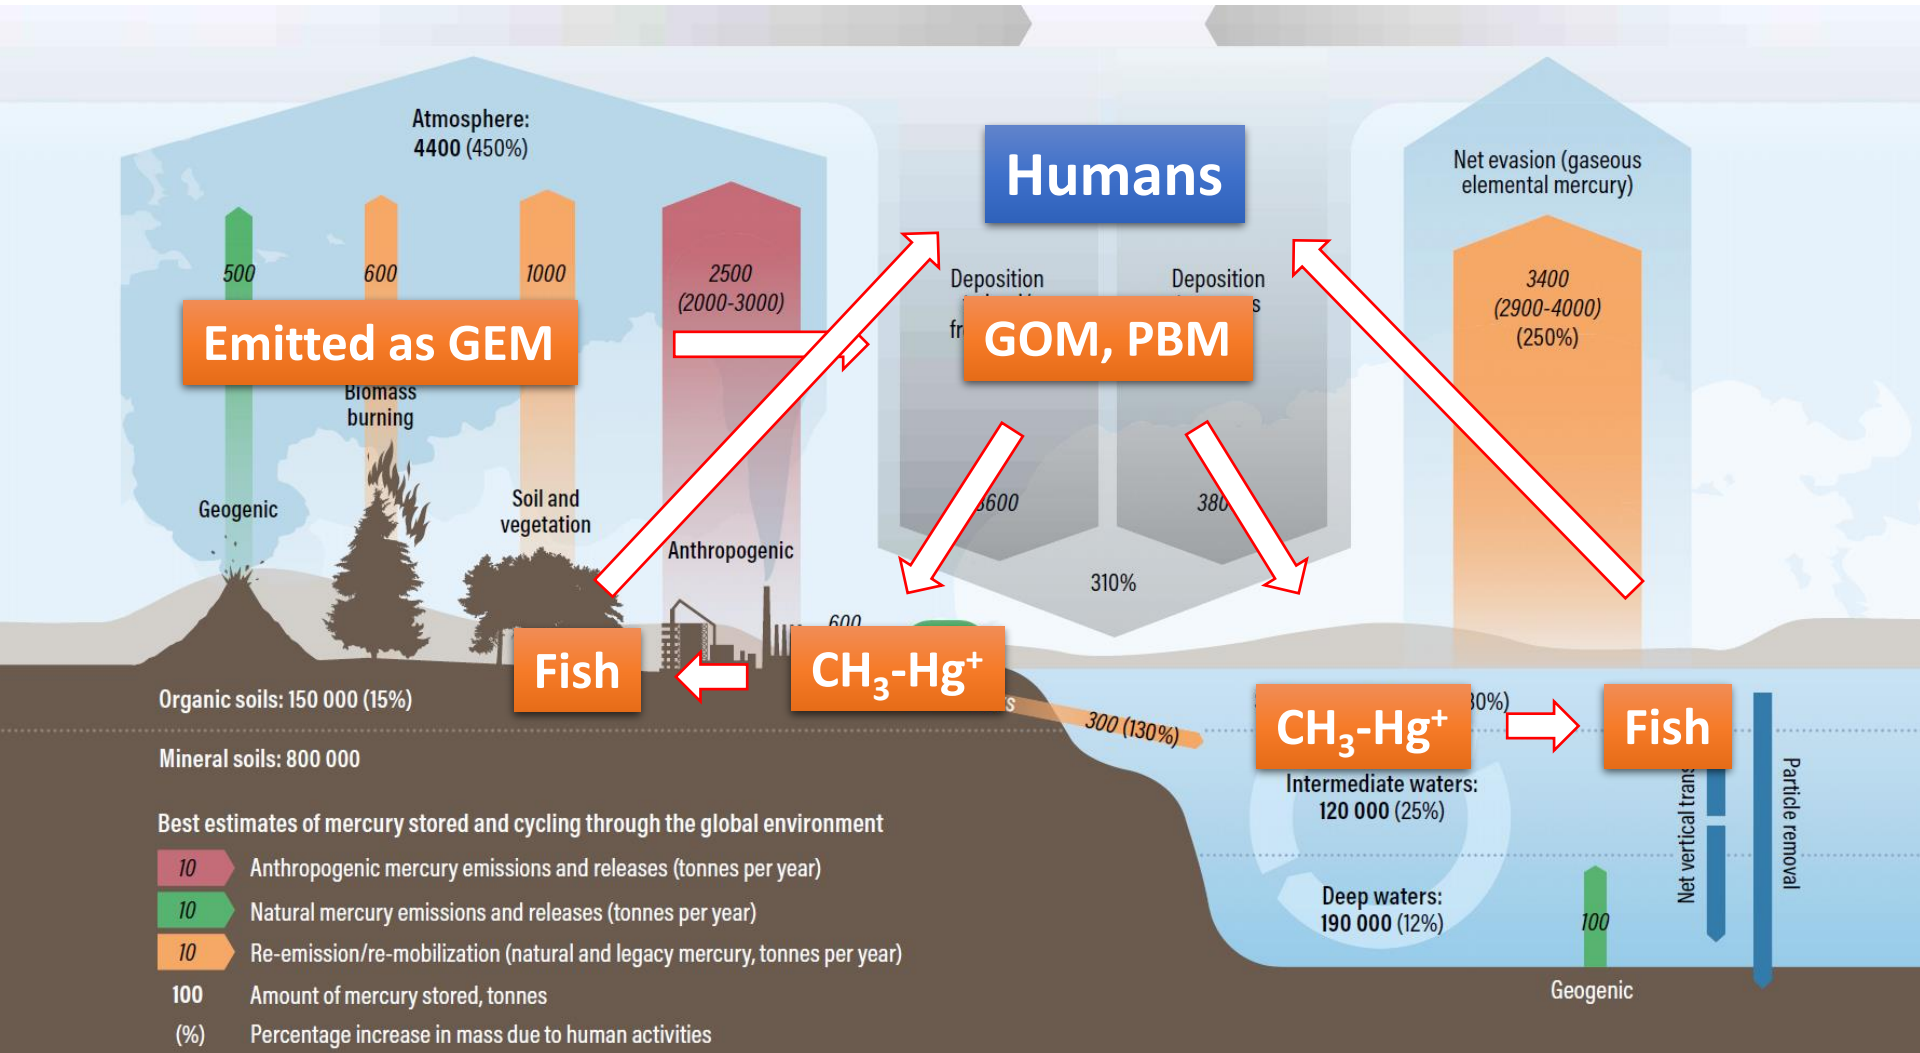 Atmosphere:
4400 (450%)
500
600
1000
2500
(2000-3000)
Emitted as GEM
Biomass
burning
Geogenic
Soil and
vegetation
Anthropogenic
Humans
Deposition
Deposition
GOM, PBM
310%
Net evasion (gaseous
elemental mercury)
3400
(2900-4000)
(250%)
600
Fish
CH₃-Hg⁺
300 (130%)
CH₃-Hg⁺
Fish
Organic soils: 150 000 (15%)
Mineral soils: 800 000
Intermediate waters:
120 000 (25%)
Deep waters:
190 000 (12%)
100
Geogenic
Net vertical
Particle removal
Best estimates of mercury stored and cycling through the global environment
10 Anthropogenic mercury emissions and releases (tonnes per year)
10 Natural mercury emissions and releases (tonnes per year)
10 Re-emission/re-mobilization (natural and legacy mercury, tonnes per year)
100 Amount of mercury stored, tonnes
(%) Percentage increase in mass due to human activities